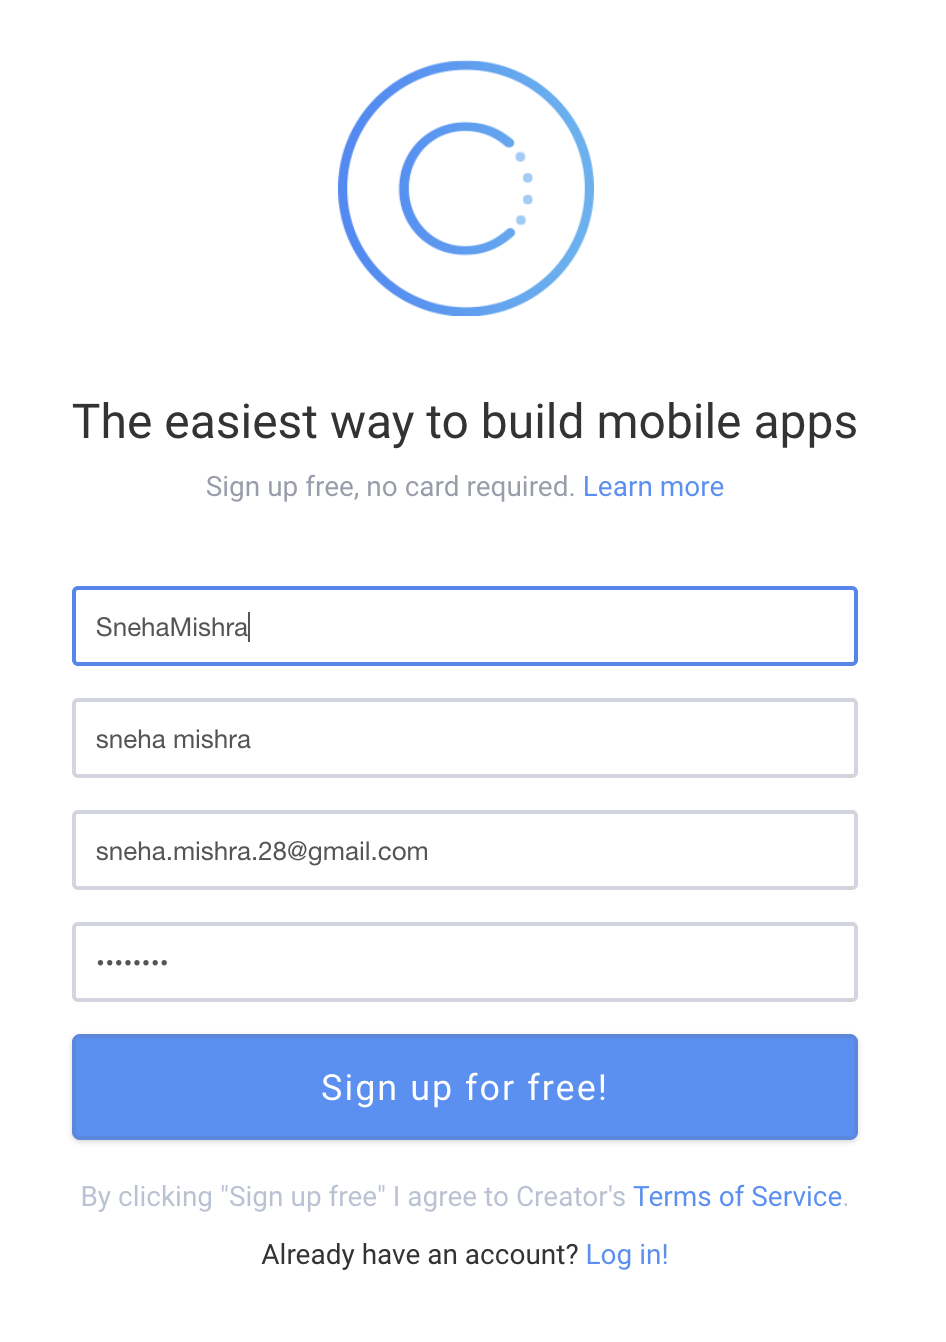 The easiest way to build mobile apps
Sign up free, no card required. Learn more
SnehaMishra
sneha mishra
sneha.mishra.28@gmail.com
••••••••
Sign up for free!
By clicking "Sign up free" I agree to Creator's Terms of Service.
Already have an account? Log in!